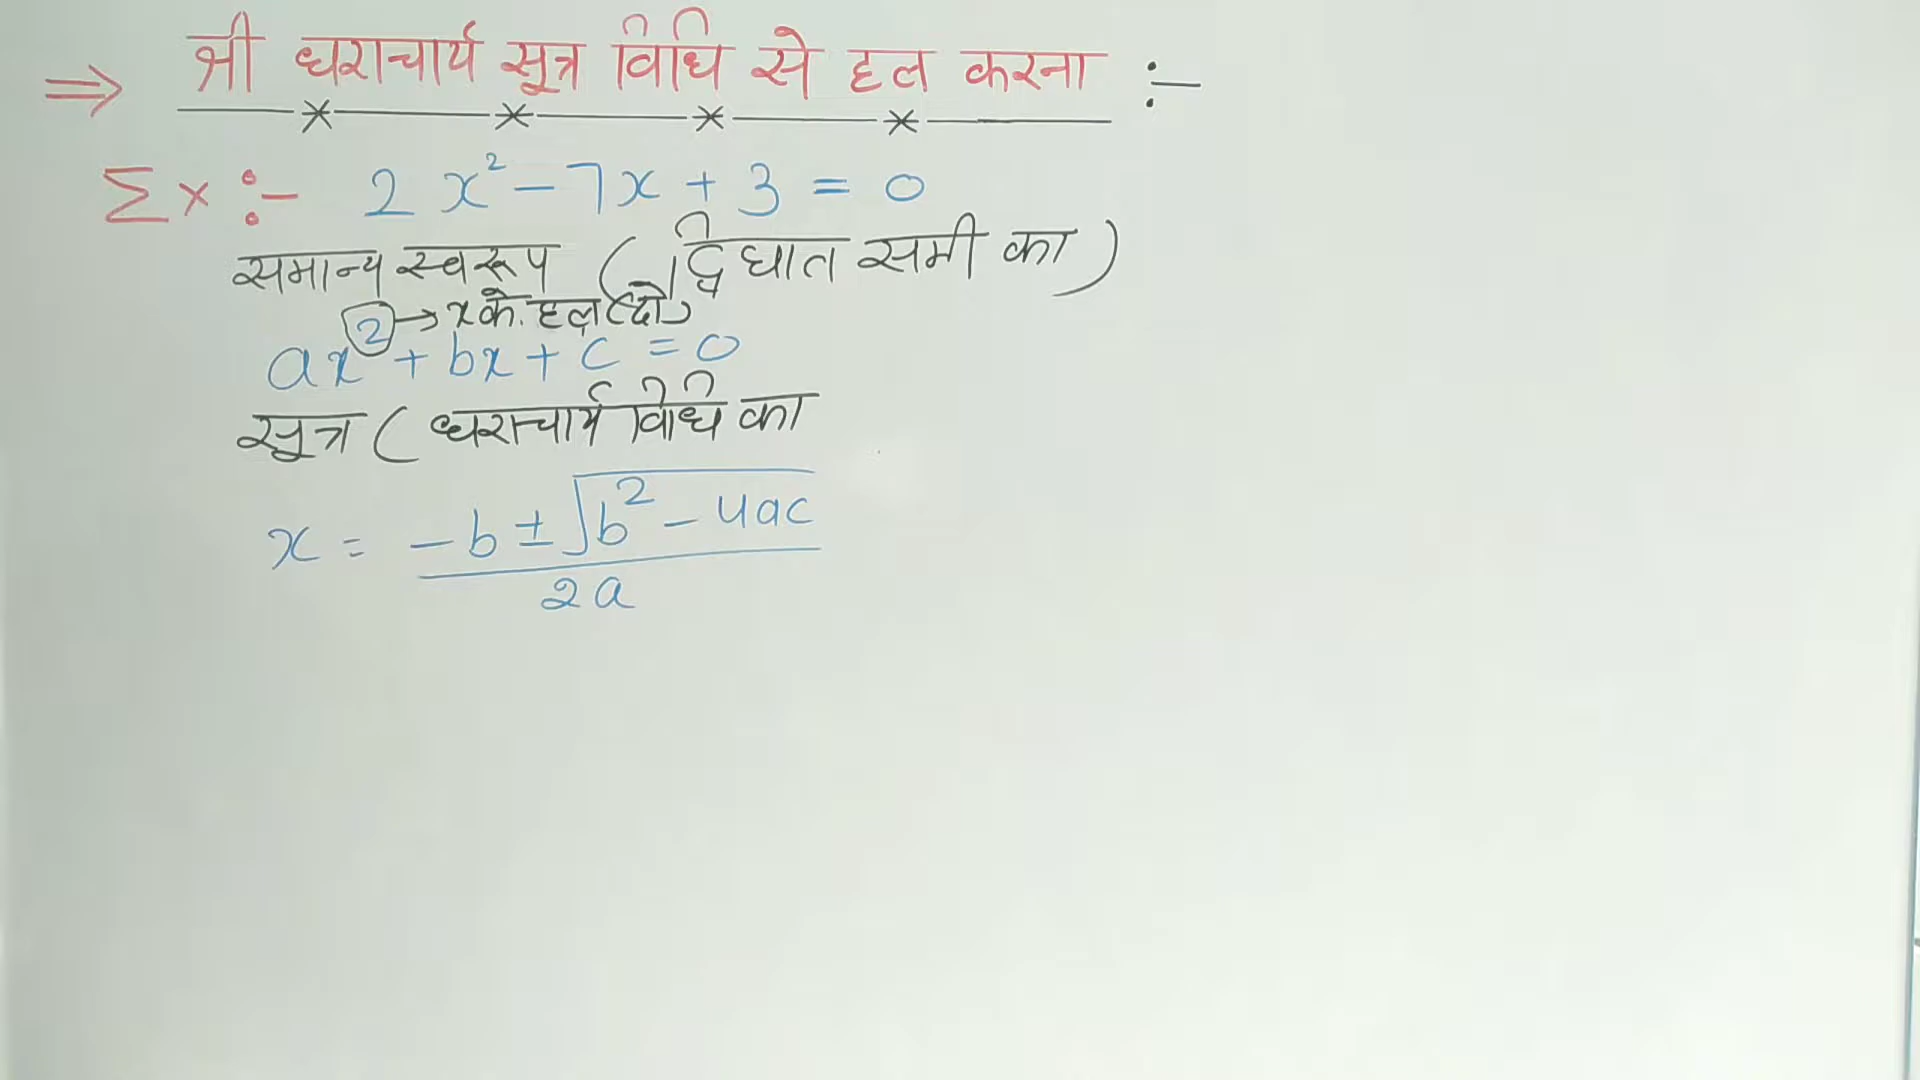 ⇒ श्री धराचार्य सूत्र विधि से हल करना :-
Ex :- 2x² - 7x + 3 = 0
समान्य स्वरूप (द्विघात समी का)
→ x के हल (दो)
ax² + bx + c = 0
सूत्र (धराचार्य विधि का
x = -b ± √b² - 4ac
2a